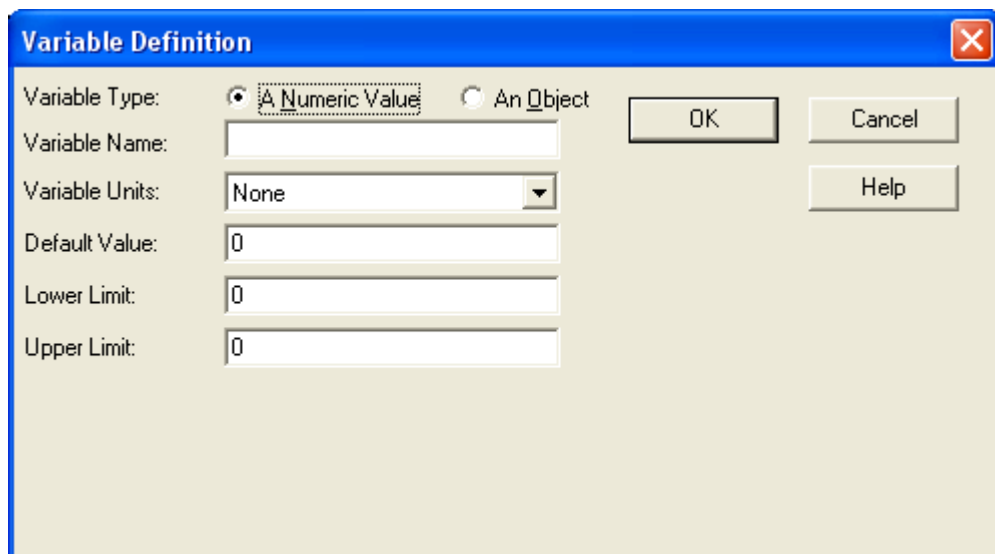 Variable Definition
Variable Type: A Numeric Value An Object
OK Cancel
Variable Name:
Variable Units: None
Help
Default Value: 0
Lower Limit: 0
Upper Limit: 0